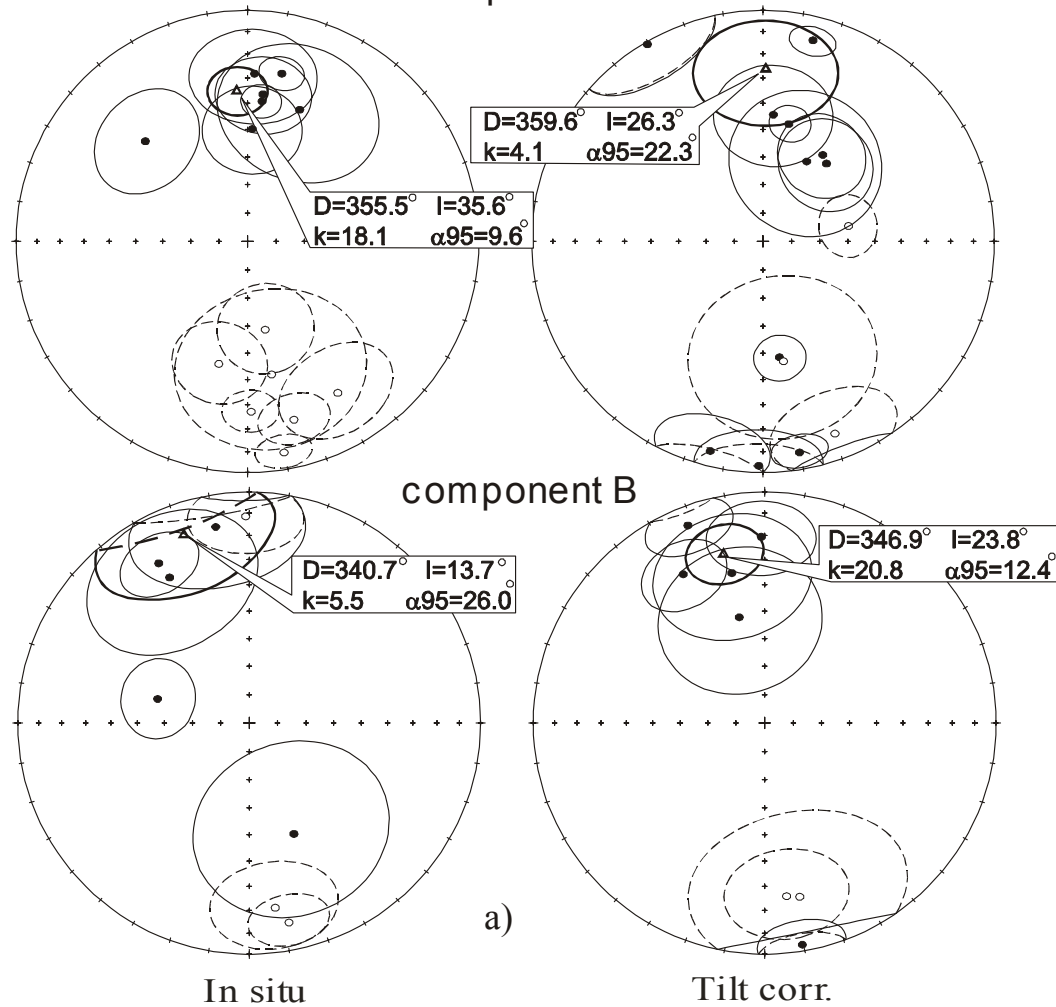 D=355.5° I=35.6°
k=18.1 α95=9.6°
D=359.6° I=26.3°
k=4.1 α95=22.3°
component B
D=340.7° I=13.7°
k=5.5 α95=26.0°
D=346.9° I=23.8°
k=20.8 α95=12.4°
a)
In situ
Tilt corr.